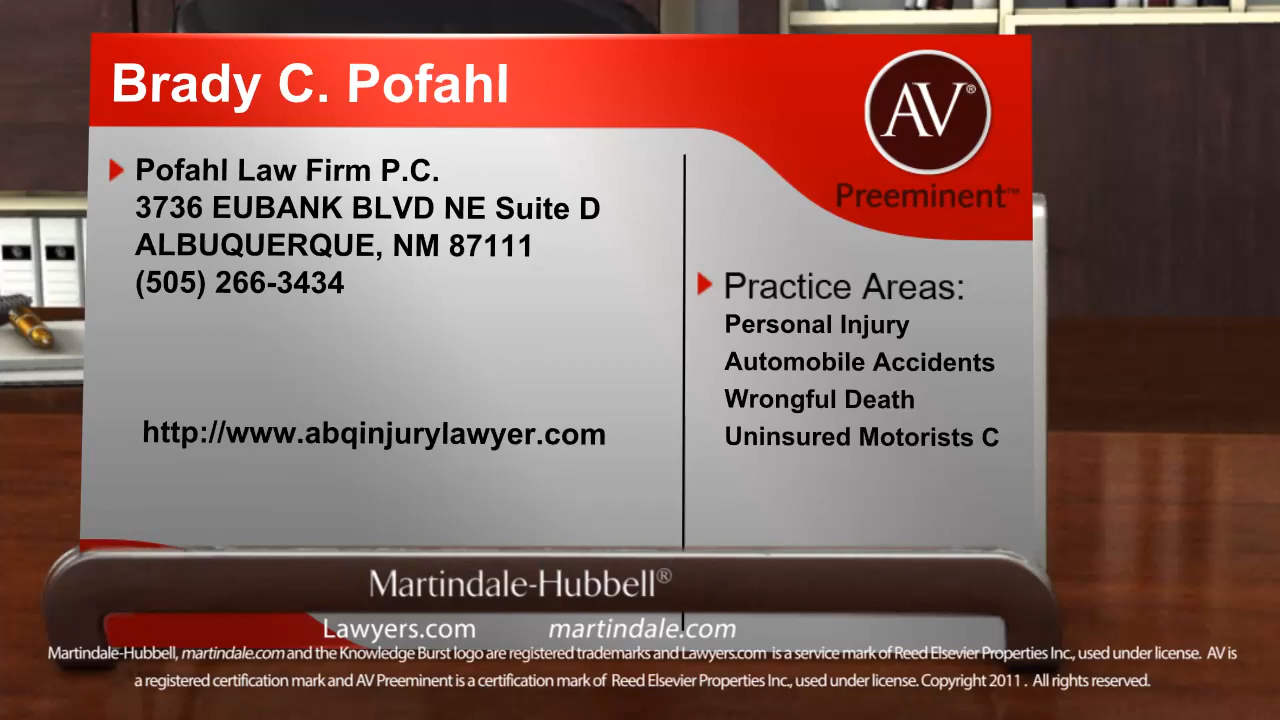 Brady C. Pofahl
AV®
Preeminent™
Pofahl Law Firm P.C.
3736 EUBANK BLVD NE Suite D
ALBUQUERQUE, NM 87111
(505) 266-3434
http://www.abqinjurylawyer.com
Practice Areas:
Personal Injury
Automobile Accidents
Wrongful Death
Uninsured Motorists C
Martindale-Hubbell®
Lawyers.com martindale.com
Martindale-Hubbell, martindale.com and the Knowledge Burst logo are registered trademarks and Lawyers.com is a service mark of Reed Elsevier Properties Inc., used under license. AV is
a registered certification mark and AV Preeminent is a certification mark of Reed Elsevier Properties Inc., used under license. Copyright 2011 . All rights reserved.